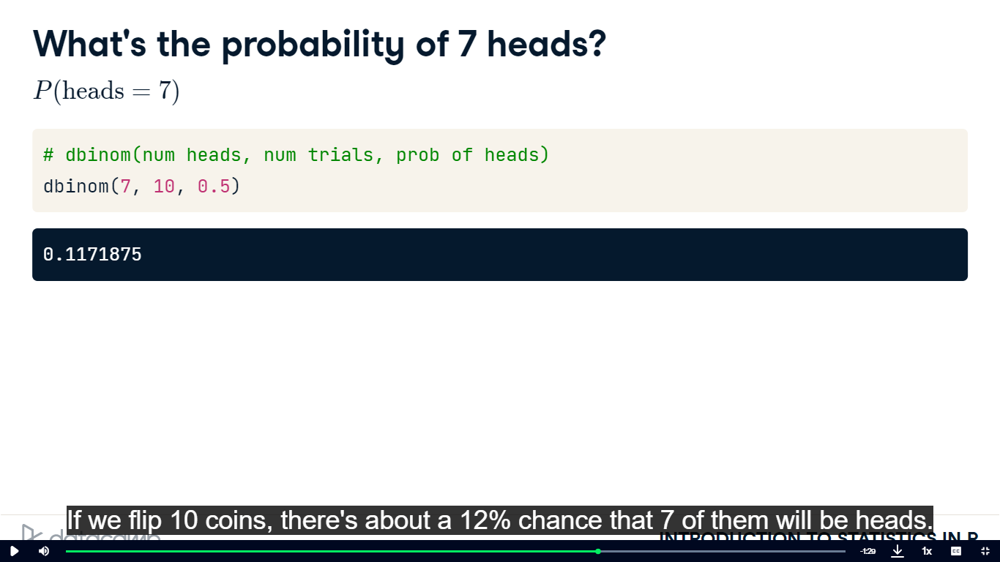 What's the probability of 7 heads?
P(heads = 7)
# dbinom(num heads, num trials, prob of heads)
dbinom(7, 10, 0.5)
0.1171875
If we flip 10 coins, there's about a 12% chance that 7 of them will be heads.
datacamp
INTRODUCTION TO STATISTICS IN R
-1:29
1x
CC